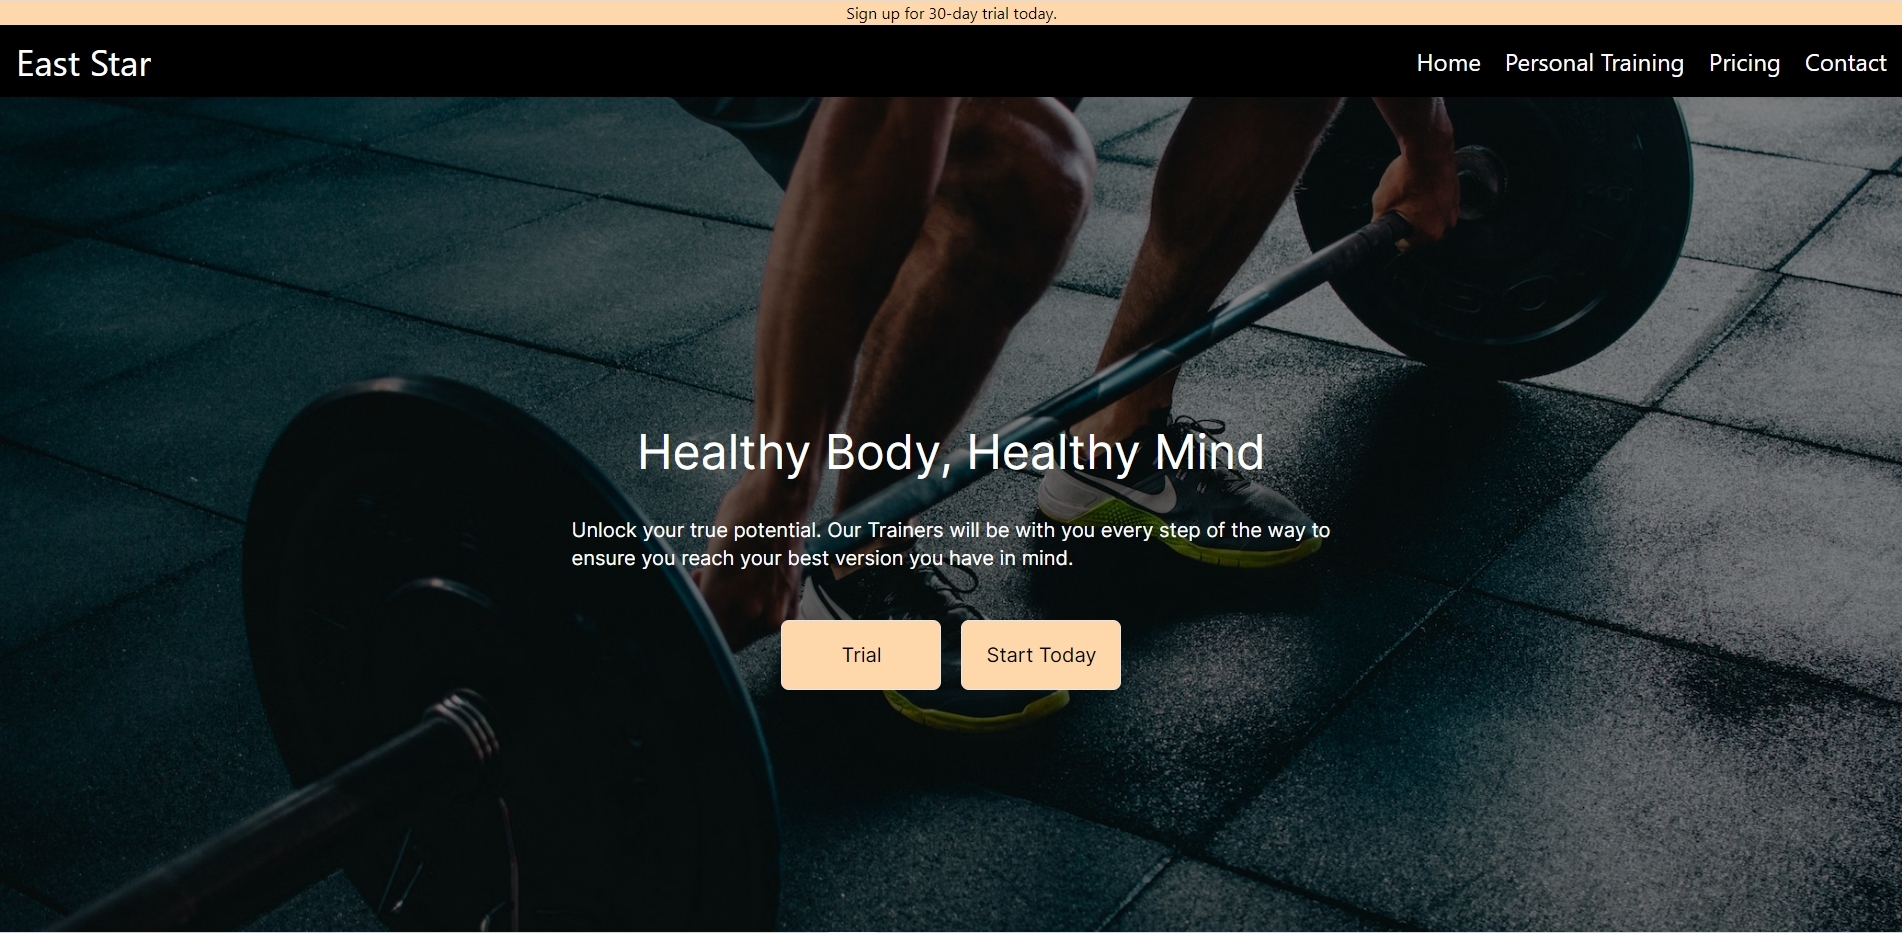 Sign up for 30-day trial today.
East Star
Home Personal Training Pricing Contact
Healthy Body, Healthy Mind
Unlock your true potential. Our Trainers will be with you every step of the way to
ensure you reach your best version you have in mind.
Trial
Start Today